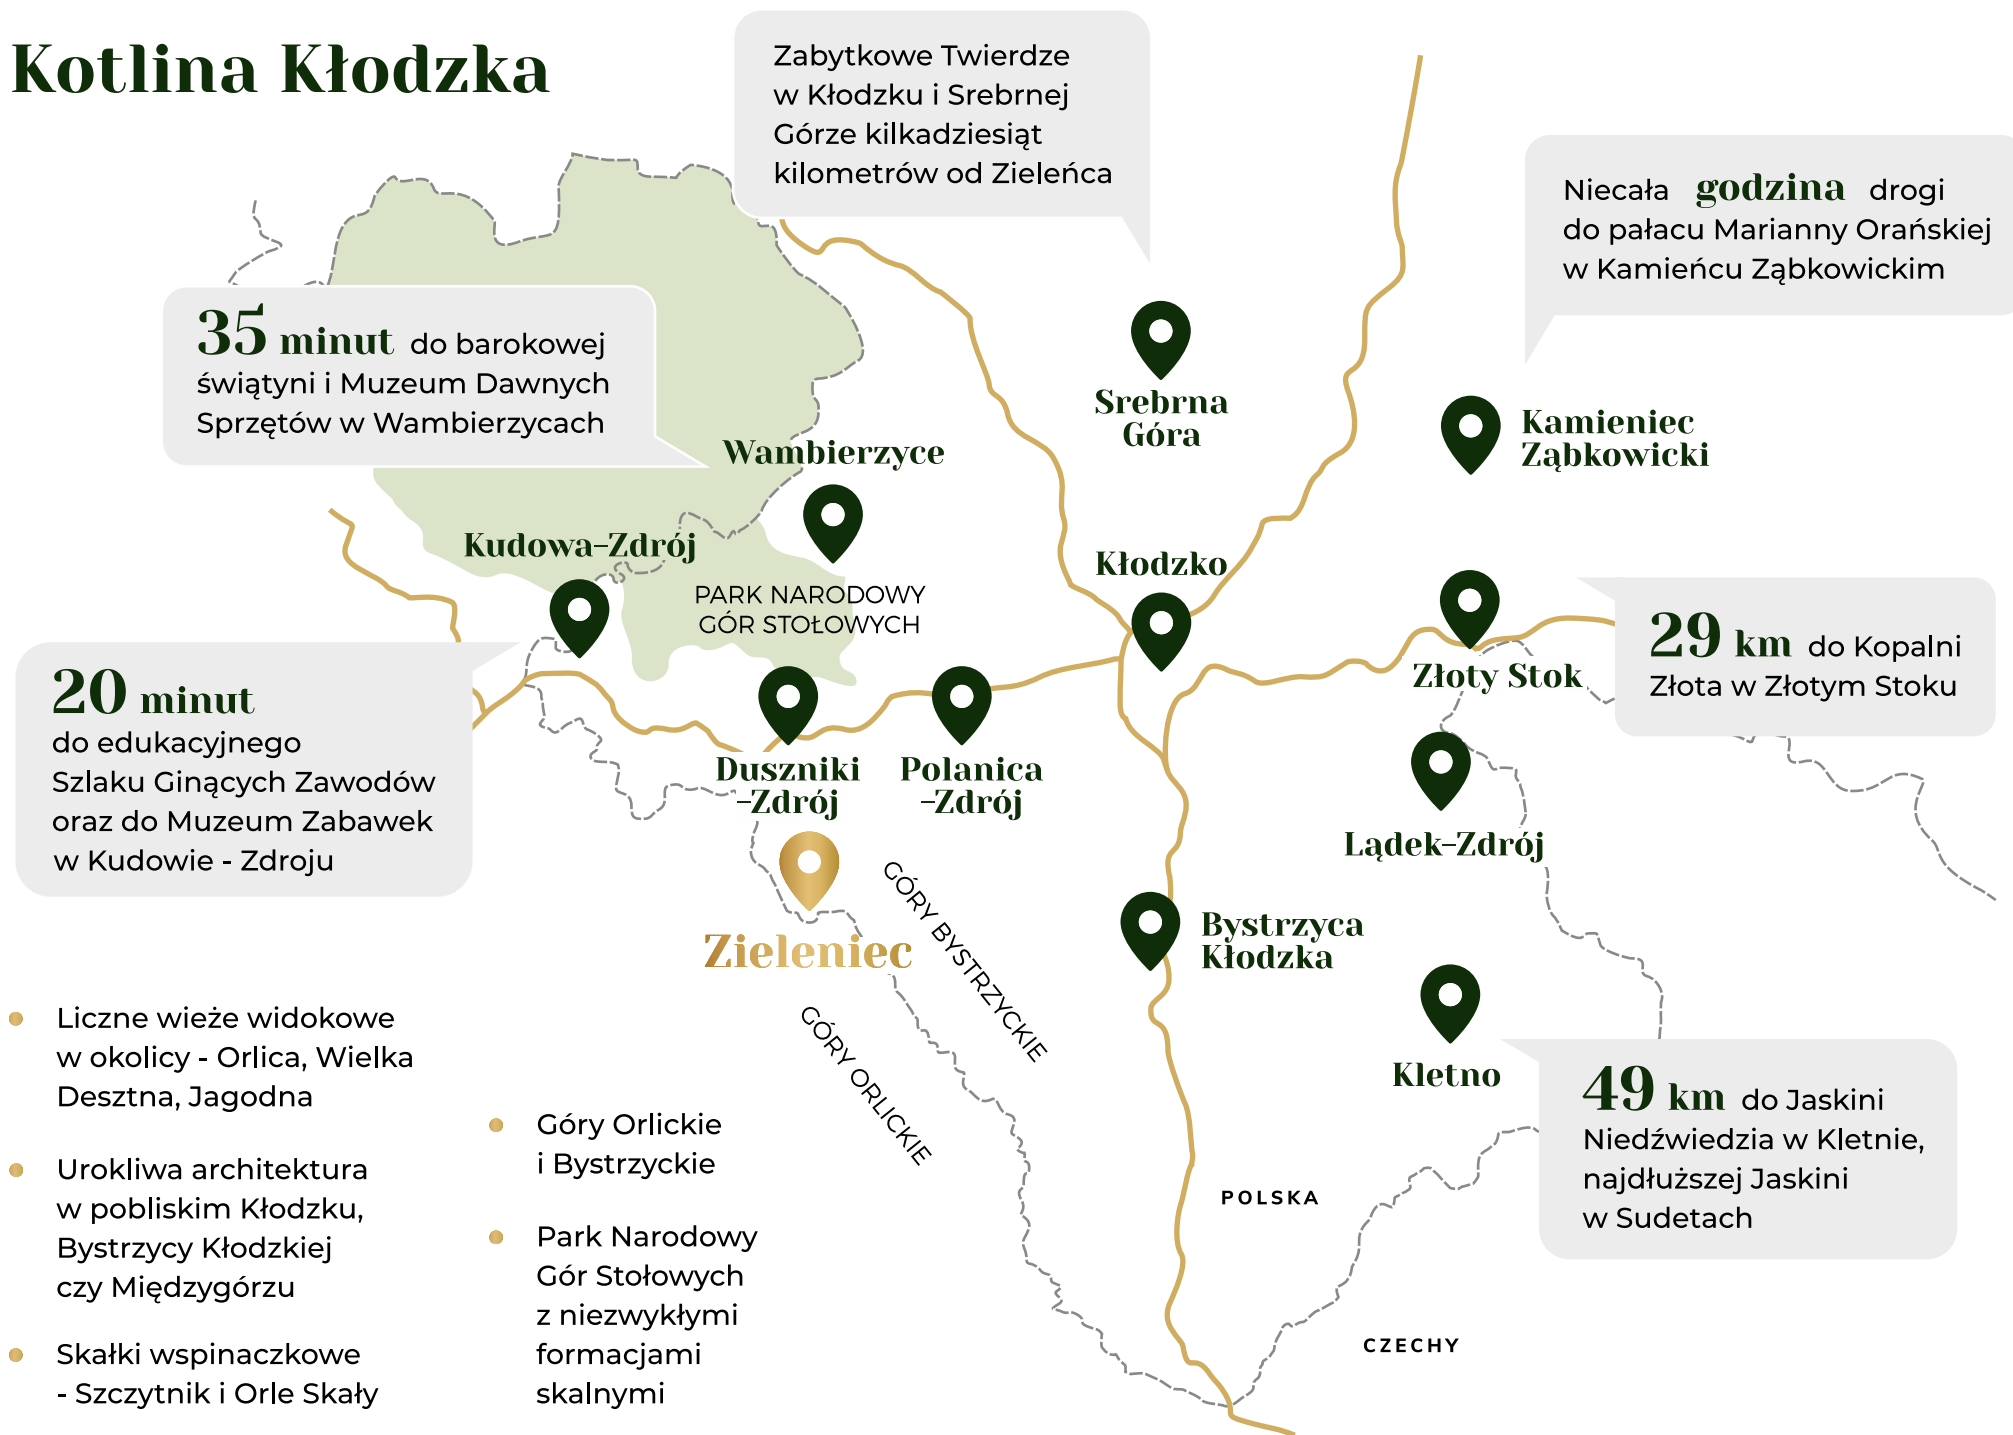 Kotlina Kłodzka
Zabytkowe Twierdze
w Kłodzku i Srebrnej
Górze kilkadziesiąt
kilometrów od Zieleńca
Niecała godzina drogi
do pałacu Marianny Orańskiej
w Kamieńcu Ząbkowickim
35 minut do barokowej
świątyni i Muzeum Dawnych
Sprzętów w Wambierzycach
Srebrna
Góra
Kamieniec
Ząbkowicki
Wambierzyce
Kudowa-Zdrój
Kłodzko
PARK NARODOWY
GÓR STOŁOWYCH
29 km do Kopalni
Złota w Złotym Stoku
Złoty Stok
20 minut
do edukacyjnego
Szlaku Ginących Zawodów
oraz do Muzeum Zabawek
w Kudowie - Zdroju
Duszniki
-Zdrój
Polanica
-Zdrój
Lądek-Zdrój
Zieleniec
GÓRY BYSTRZYCKIE
GÓRY ORLICKIE
Bystrzyca
Kłodzka
Kletno
49 km do Jaskini
Niedźwiedzia w Kletnie,
najdłuższej Jaskini
w Sudetach
POLSKA
CZECHY
Liczne wieże widokowe
w okolicy - Orlica, Wielka
Desztna, Jagodna
Urokliwa architektura
w pobliskim Kłodzku,
Bystrzycy Kłodzkiej
czy Międzygórzu
Skałki wspinaczkowe
- Szczytnik i Orle Skały
Góry Orlickie
i Bystrzyckie
Park Narodowy
Gór Stołowych
z niezwykłymi
formacjami
skalnymi